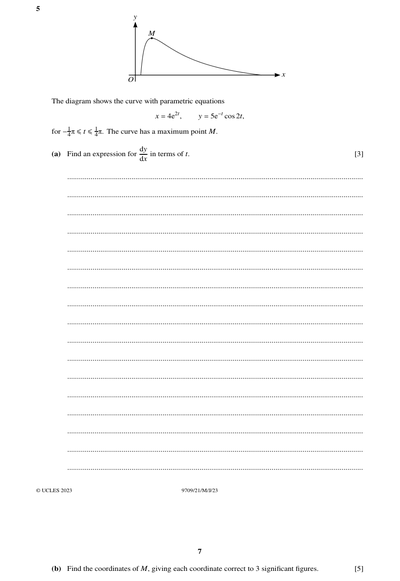 5
y
M
O
x
The diagram shows the curve with parametric equations
x = 4e^{2t},    y = 5e^{−t} cos 2t,
for −¼π ⩽ t ⩽ ¼π. The curve has a maximum point M.
(a) Find an expression for dy/dx in terms of t. [3]
© UCLES 2023 9709/21/M/J/23
7
(b) Find the coordinates of M, giving each coordinate correct to 3 significant figures. [5]